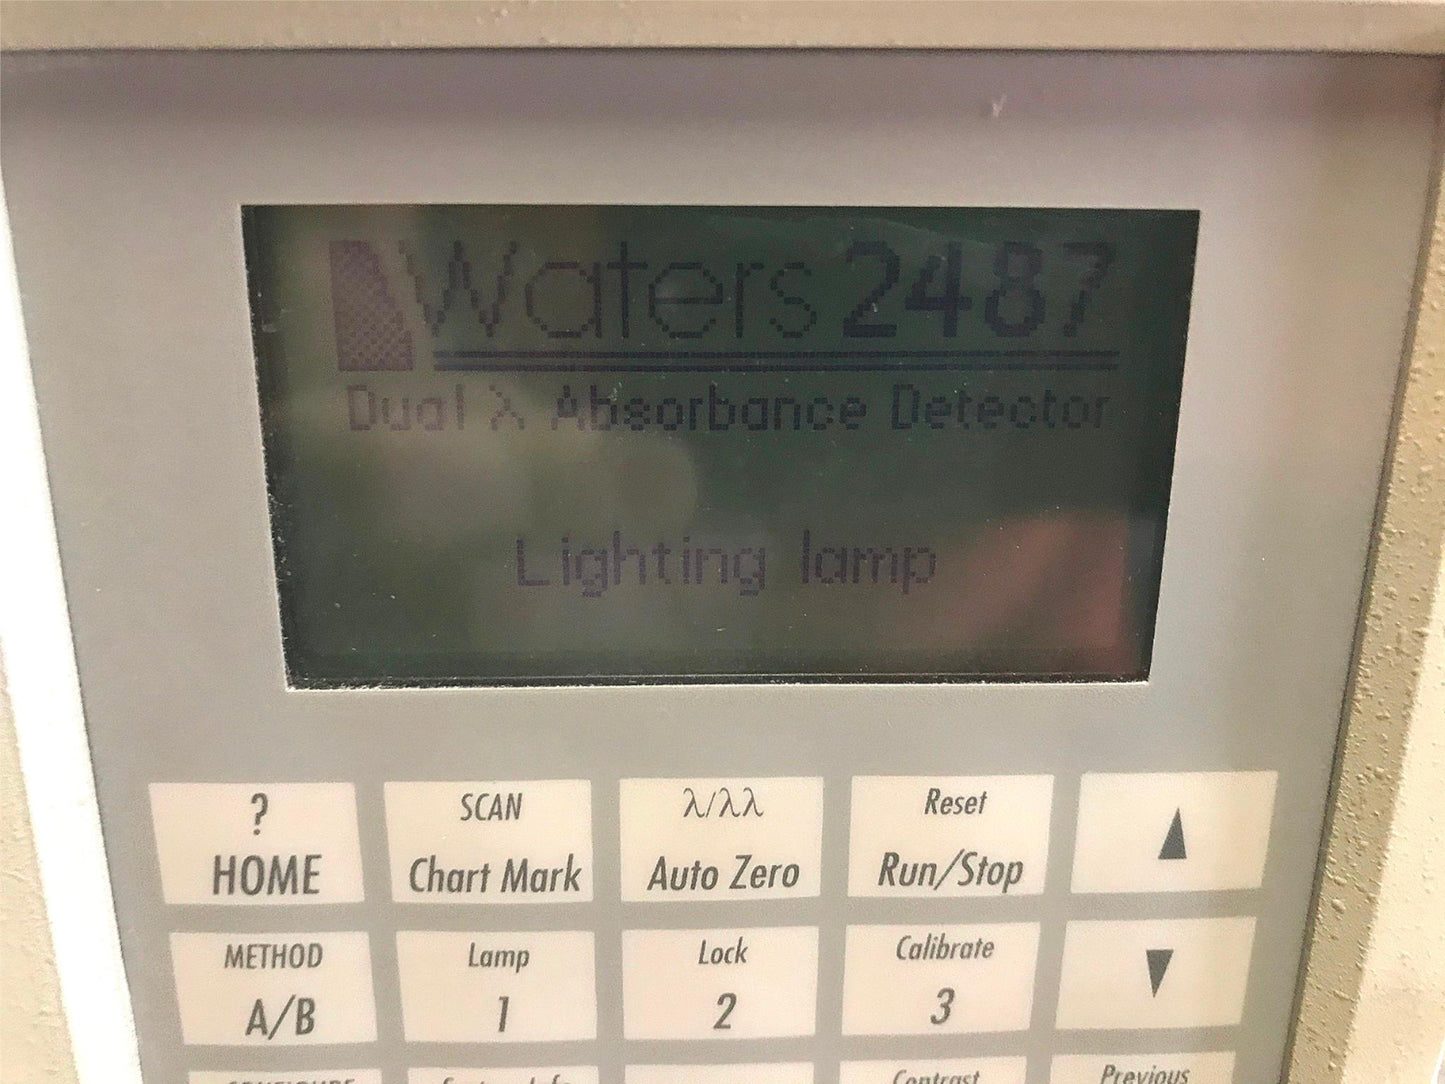 Waters 2487
Dual λ Absorbance Detector
Lighting lamp
?
HOME
SCAN
Chart Mark
λ/λλ
Auto Zero
Reset
Run/Stop
▲
METHOD
A/B
Lamp
1
Lock
2
Calibrate
3
▼
Contrast
Previous